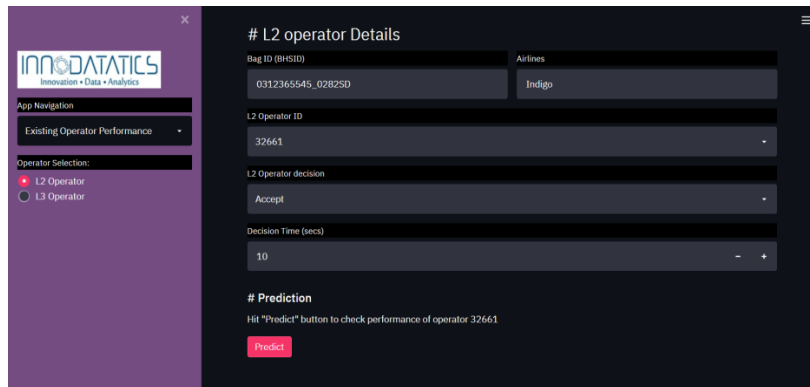 INNODATATICS
Innovation • Data • Analytics
App Navigation
Existing Operator Performance
Operator Selection:
L2 Operator
L3 Operator
# L2 operator Details
Bag ID (BHSID)
Airlines
0312365545_0282SD
Indigo
L2 Operator ID
32661
L2 Operator decision
Accept
Decision Time (secs)
10
# Prediction
Hit "Predict" button to check performance of operator 32661
Predict